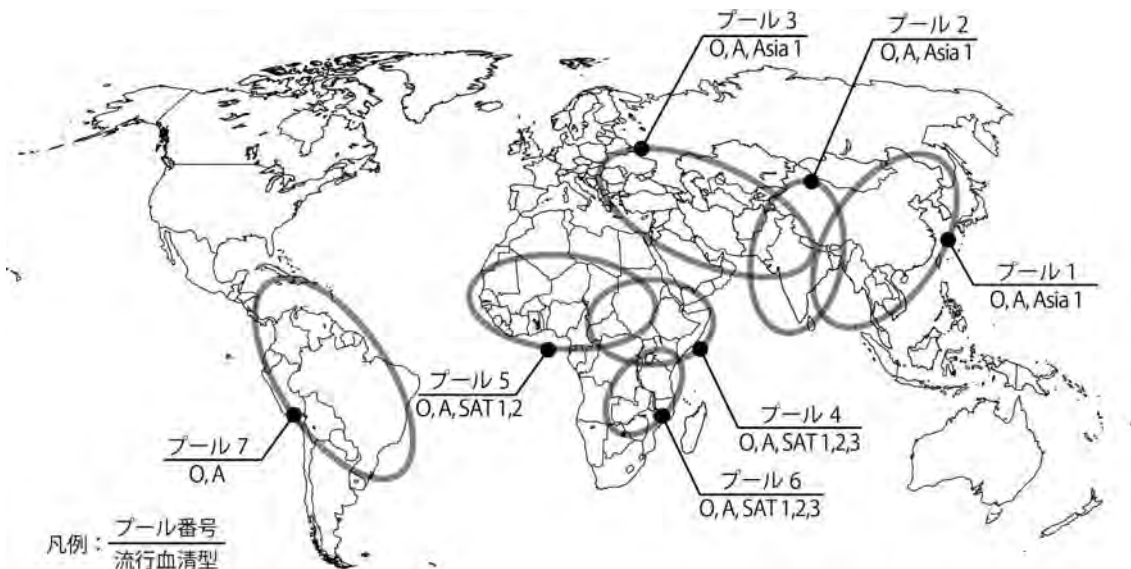 プール 3
O, A, Asia 1
プール 2
O, A, Asia 1
プール 1
O, A, Asia 1
プール 5
O, A, SAT 1,2
プール 4
O, A, SAT 1,2,3
プール 7
O, A
プール 6
O, A, SAT 1,2,3
凡例：プール番号
流行血清型